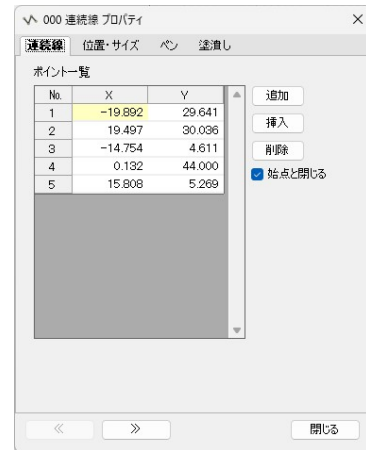 000 連続線 プロパティ
連続線 位置・サイズ ペン 塗潰し
ポイント一覧
No. X Y
1 -19.892 29.641
2 19.497 30.036
3 -14.754 4.611
4 0.132 44.000
5 15.808 5.269
追加
挿入
削除
始点と閉じる
閉じる